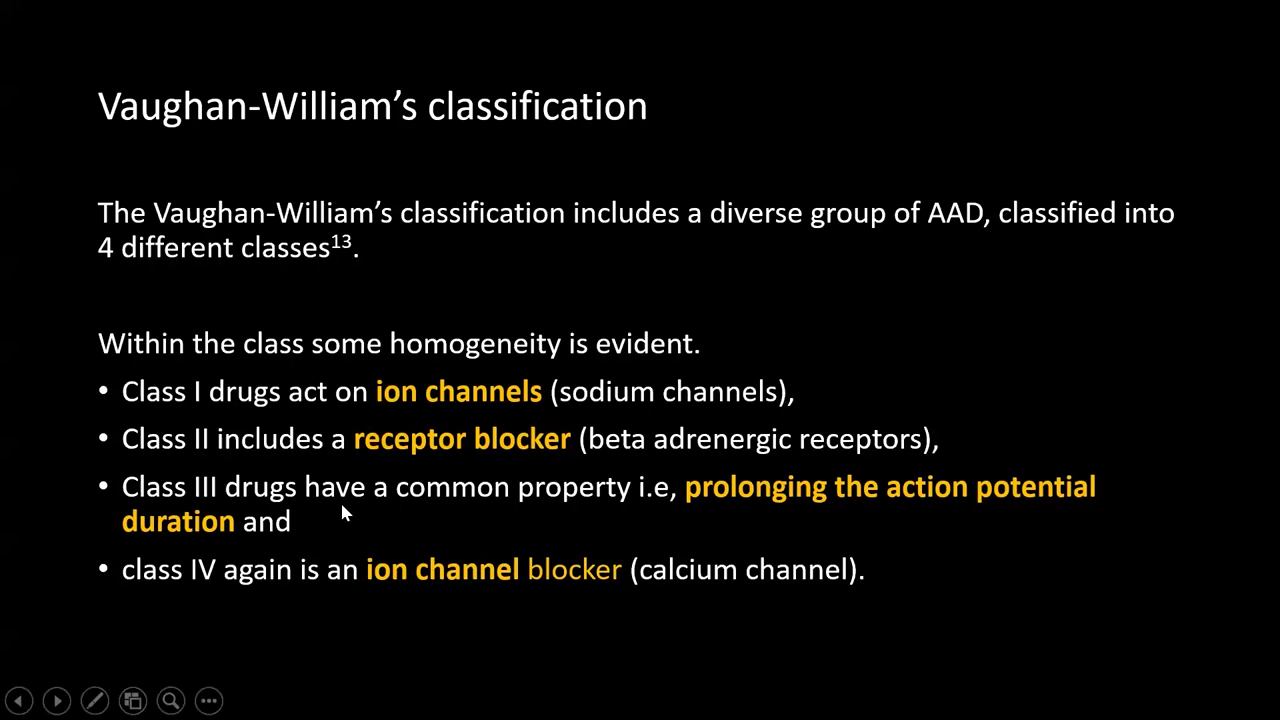 Vaughan-William’s classification
The Vaughan-William’s classification includes a diverse group of AAD, classified into
4 different classes¹³.
Within the class some homogeneity is evident.
• Class I drugs act on ion channels (sodium channels),
• Class II includes a receptor blocker (beta adrenergic receptors),
• Class III drugs have a common property i.e, prolonging the action potential
duration and
• class IV again is an ion channel blocker (calcium channel).